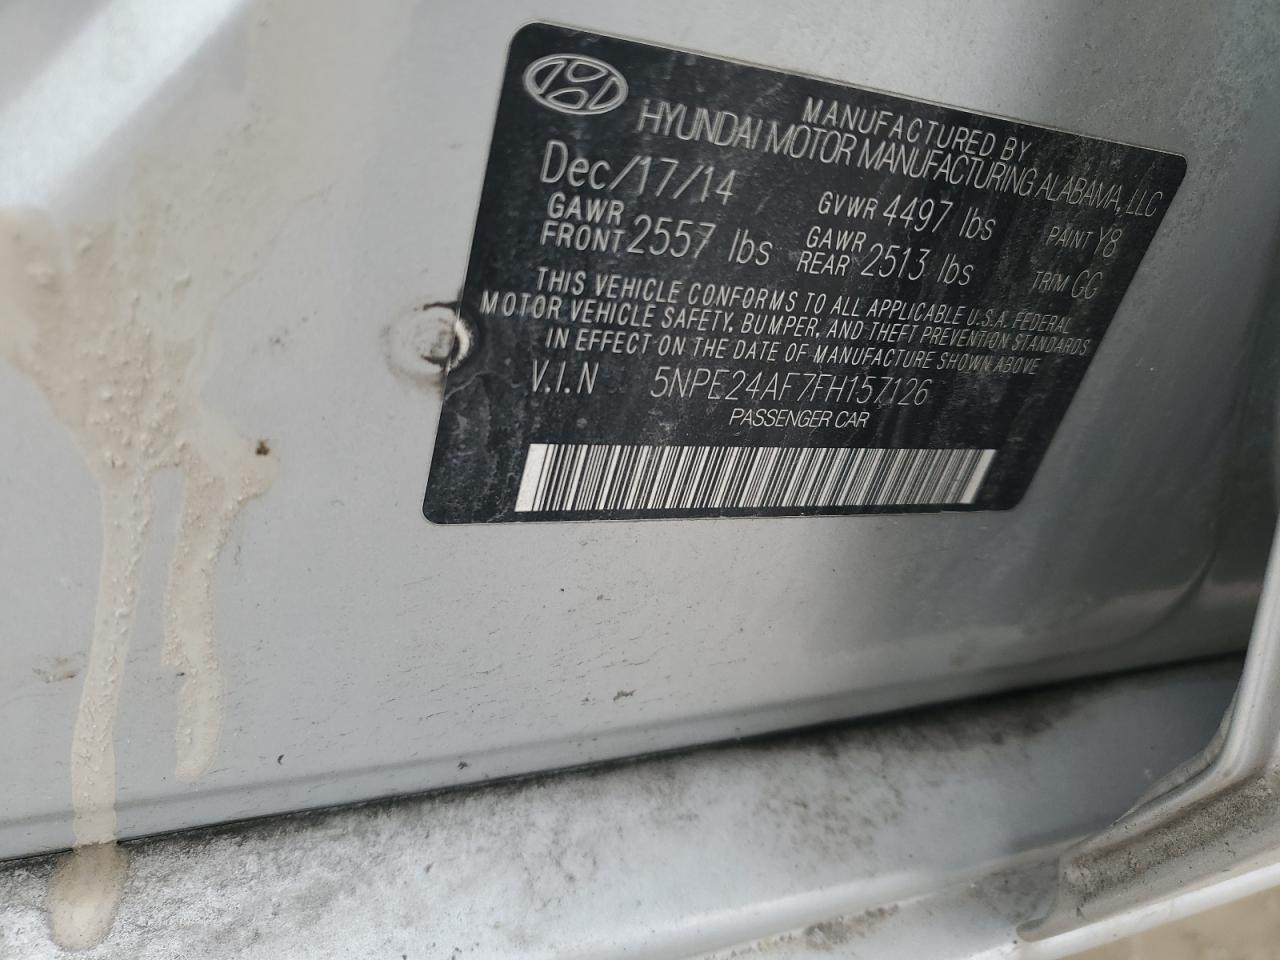 MANUFACTURED BY
HYUNDAI MOTOR MANUFACTURING ALABAMA, LLC
Dec/17/14 GVWR 4497 lbs PAINT Y8
GAWR FRONT 2557 lbs GAWR REAR 2513 lbs TRIM GG
THIS VEHICLE CONFORMS TO ALL APPLICABLE U.S.A. FEDERAL
MOTOR VEHICLE SAFETY, BUMPER, AND THEFT PREVENTION STANDARDS
IN EFFECT ON THE DATE OF MANUFACTURE SHOWN ABOVE
V.I.N 5NPE24AF7FH157126
PASSENGER CAR